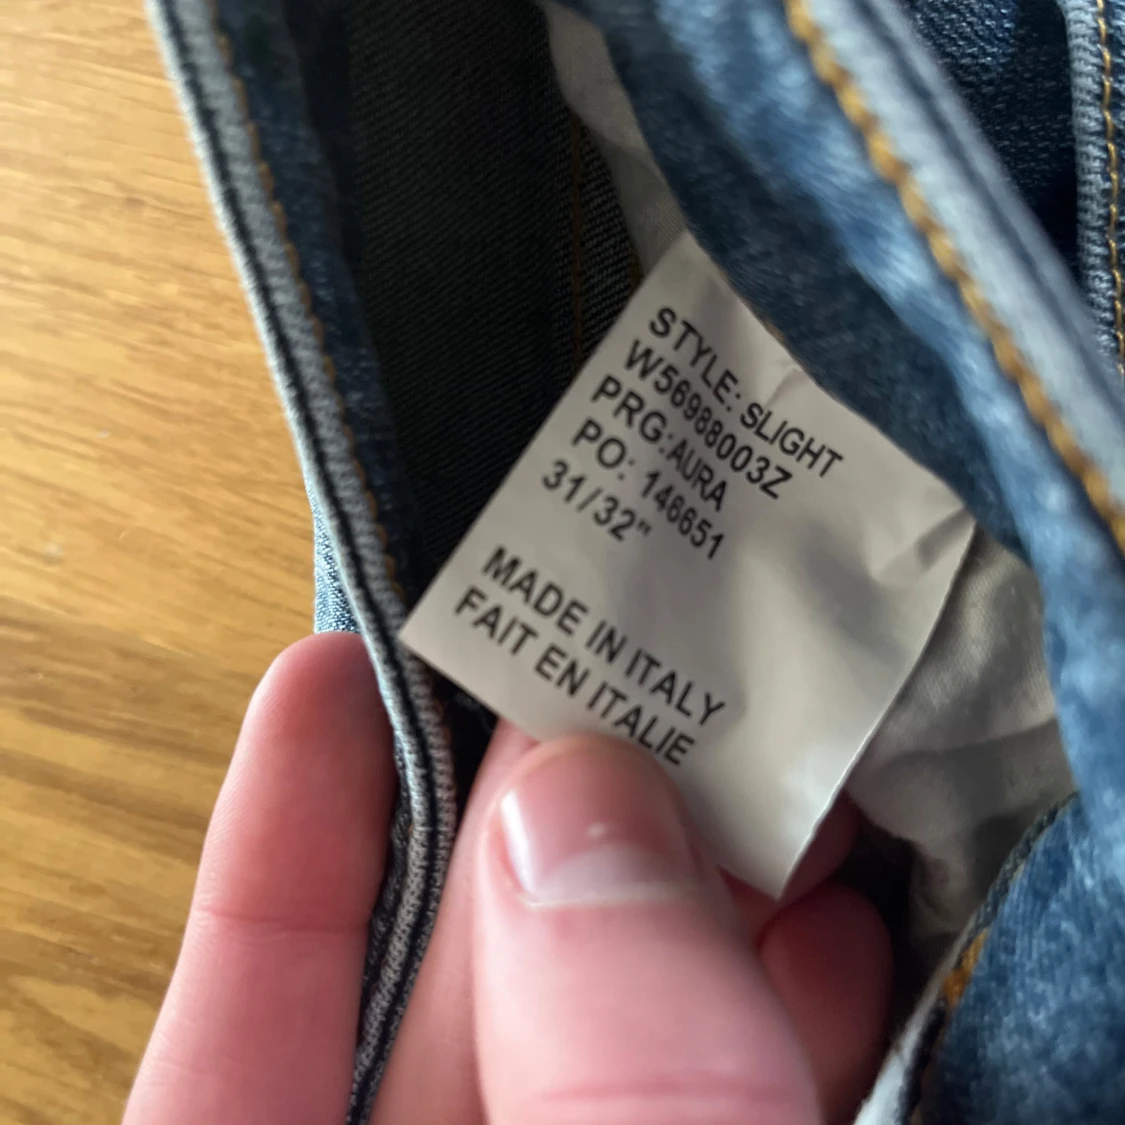 STYLE: SLIGHT
W56988003Z
PRG:AURA
PO: 146651
31/32"
MADE IN ITALY
FAIT EN ITALIE